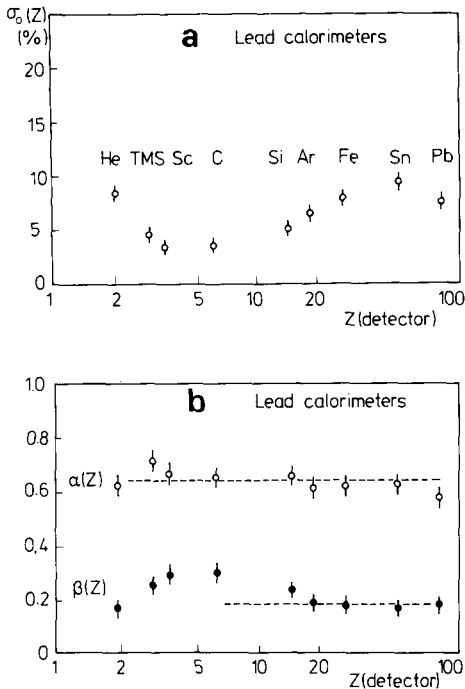 σ₀(Z)
(%)
a Lead calorimeters
20
15
He TMS Sc C Si Ar Fe Sn Pb
10
5
0
1 2 5 10 20 100
Z(detector)
1.0
b Lead calorimeters
0.8
α(Z)
0.6
0.4
β(Z)
0.2
0
1 2 5 10 20 100
Z(detector)